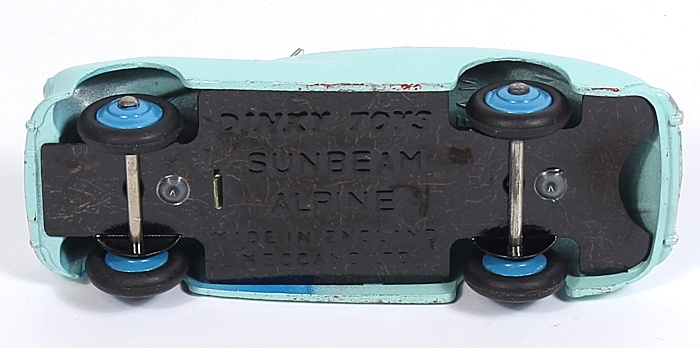 DINKY TOYS
SUNBEAM
ALPINE
MADE IN ENGLAND
MECCANO LTD